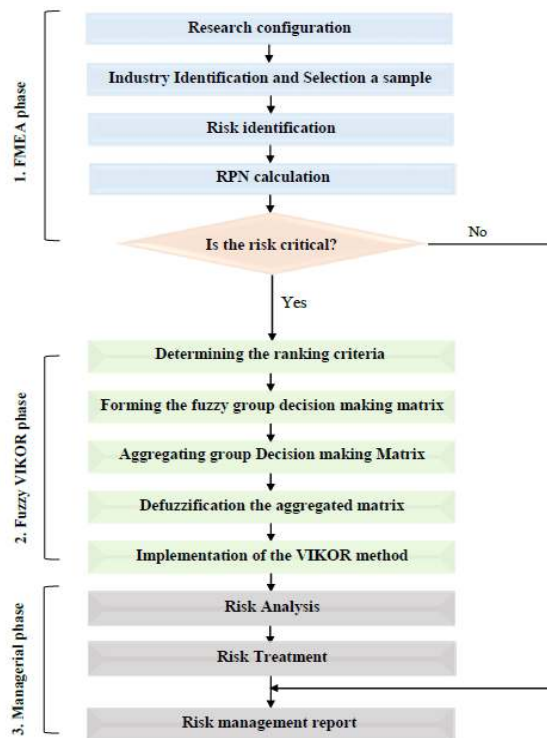 1. FMEA phase
Research configuration
Industry Identification and Selection a sample
Risk identification
RPN calculation
Is the risk critical?
No
Yes
2. Fuzzy VIKOR phase
Determining the ranking criteria
Forming the fuzzy group decision making matrix
Aggregating group Decision making Matrix
Defuzzification the aggregated matrix
Implementation of the VIKOR method
3. Managerial phase
Risk Analysis
Risk Treatment
Risk management report